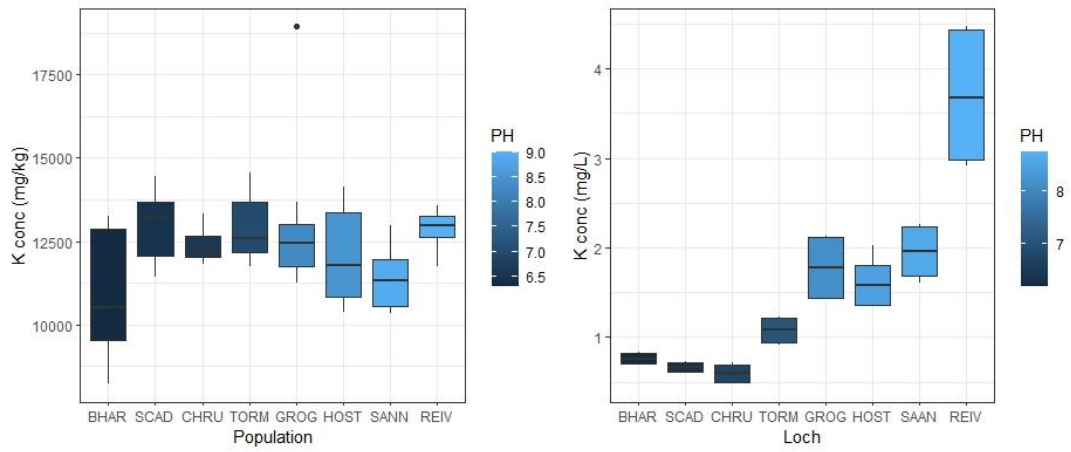 K conc (mg/kg)
17500
15000
12500
10000
BHAR SCAD CHRU TORM GROG HOST SANN REIV
Population
PH
9.0
8.5
8.0
7.5
7.0
6.5
K conc (mg/L)
4
3
2
1
BHAR SCAD CHRU TORM GROG HOST SAAN REIV
Loch
PH
8
7